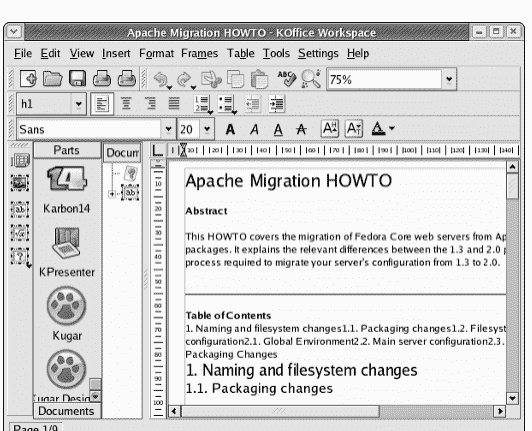 Apache Migration HOWTO - KOffice Workspace
File Edit View Insert Format Frames Table Tools Settings Help
75%
h1
Sans 20 A A A A
Parts
Docum
Karbon14
KPresenter
Kugar
Kugar Design
Documents
Apache Migration HOWTO
Abstract
This HOWTO covers the migration of Fedora Core web servers from Ap
packages. It explains the relevant differences between the 1.3 and 2.0 p
process required to migrate your server's configuration from 1.3 to 2.0.
Table of Contents
1. Naming and filesystem changes1.1. Packaging changes1.2. Filesyst
configuration2.1. Global Environment2.2. Main server configuration2.3.
Packaging Changes
1. Naming and filesystem changes
1.1. Packaging changes
Page 1/9